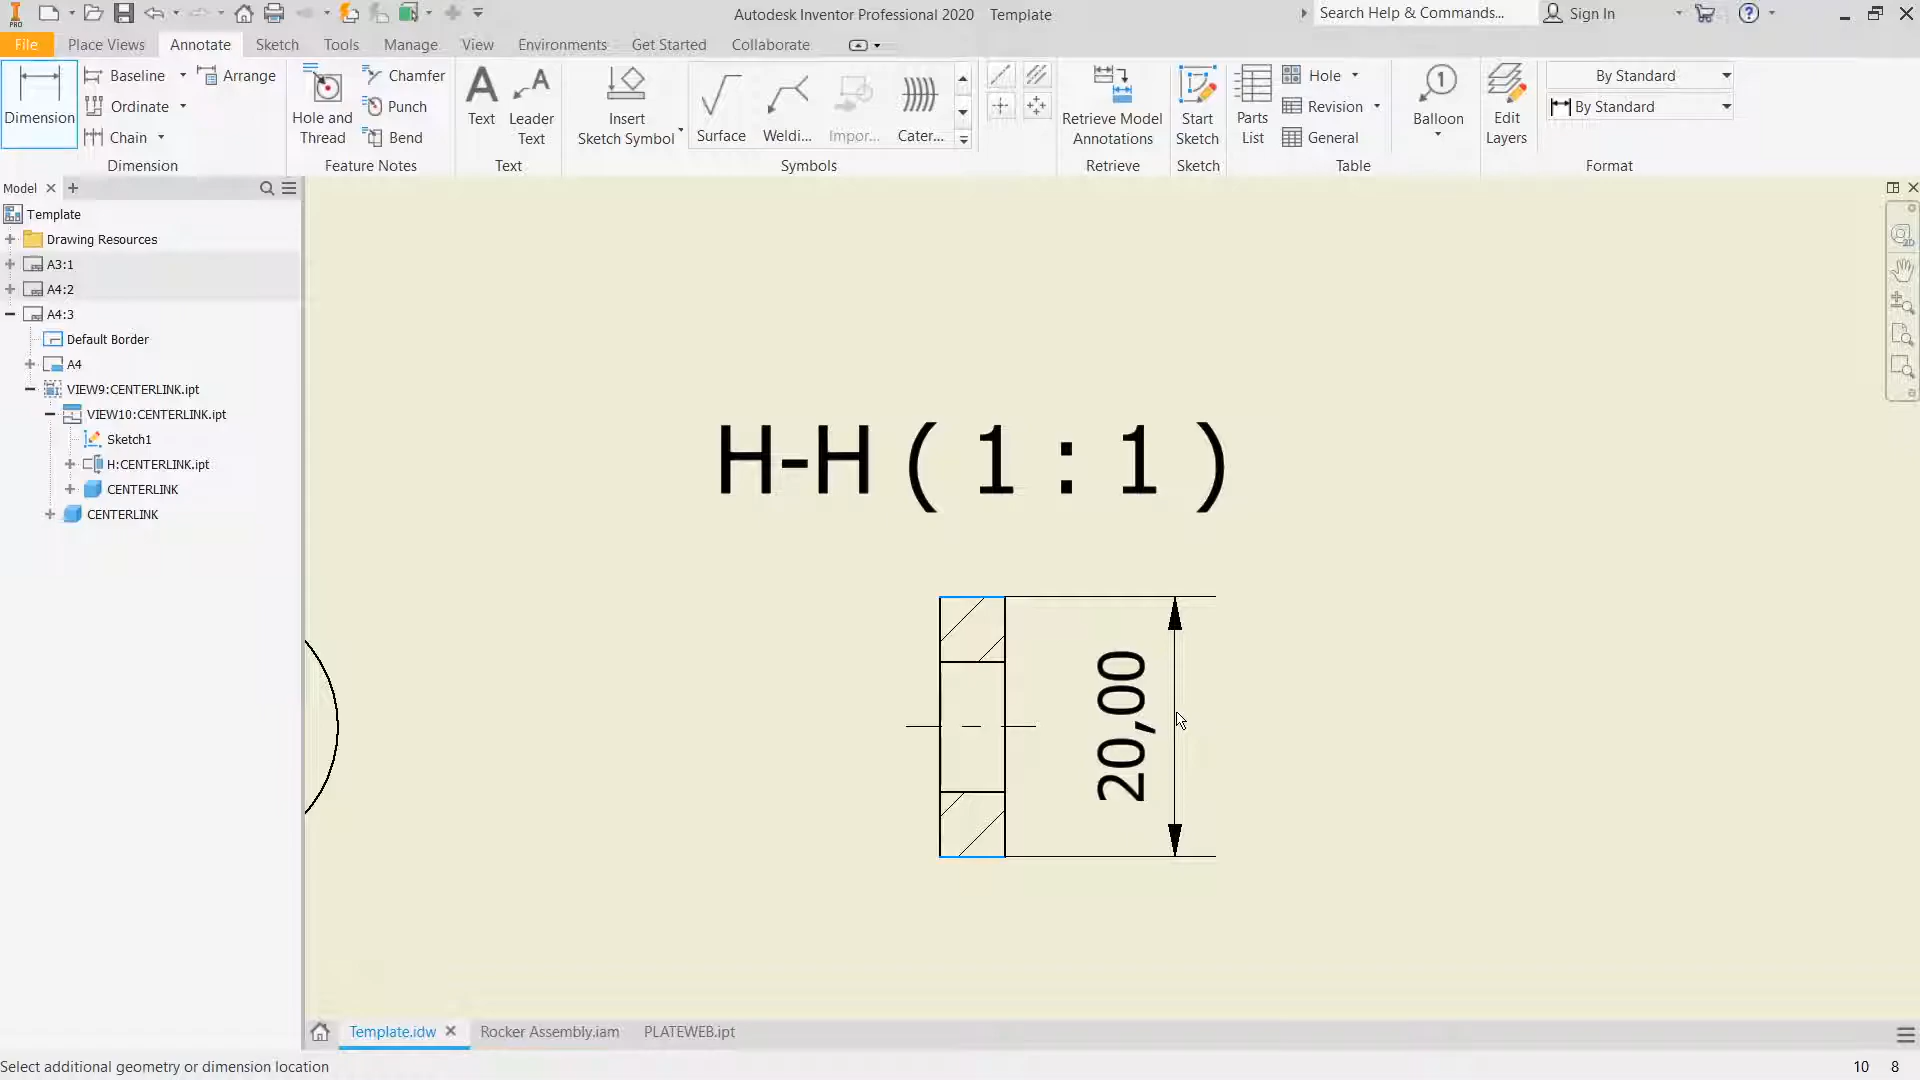 PRO
Autodesk Inventor Professional 2020 Template
Search Help & Commands...
Sign In
File
Place Views
Annotate
Sketch
Tools
Manage
View
Environments
Get Started
Collaborate
Dimension
Baseline
Ordinate
Chain
Arrange
Dimension
Hole and
Thread
Chamfer
Punch
Bend
Feature Notes
Text
Leader
Text
Text
Insert
Sketch Symbol
Surface
Weldi...
Impor...
Cater...
Symbols
Retrieve Model
Annotations
Retrieve
Start
Sketch
Sketch
Parts
List
Hole
Revision
General
Table
Balloon
Edit
Layers
By Standard
By Standard
Format
Model
Template
Drawing Resources
A3:1
A4:2
A4:3
Default Border
A4
VIEW9:CENTERLINK.ipt
VIEW10:CENTERLINK.ipt
Sketch1
H:CENTERLINK.ipt
CENTERLINK
CENTERLINK
H-H ( 1 : 1 )
20,00
Template.idw
Rocker Assembly.iam
PLATEWEB.ipt
Select additional geometry or dimension location
10 8